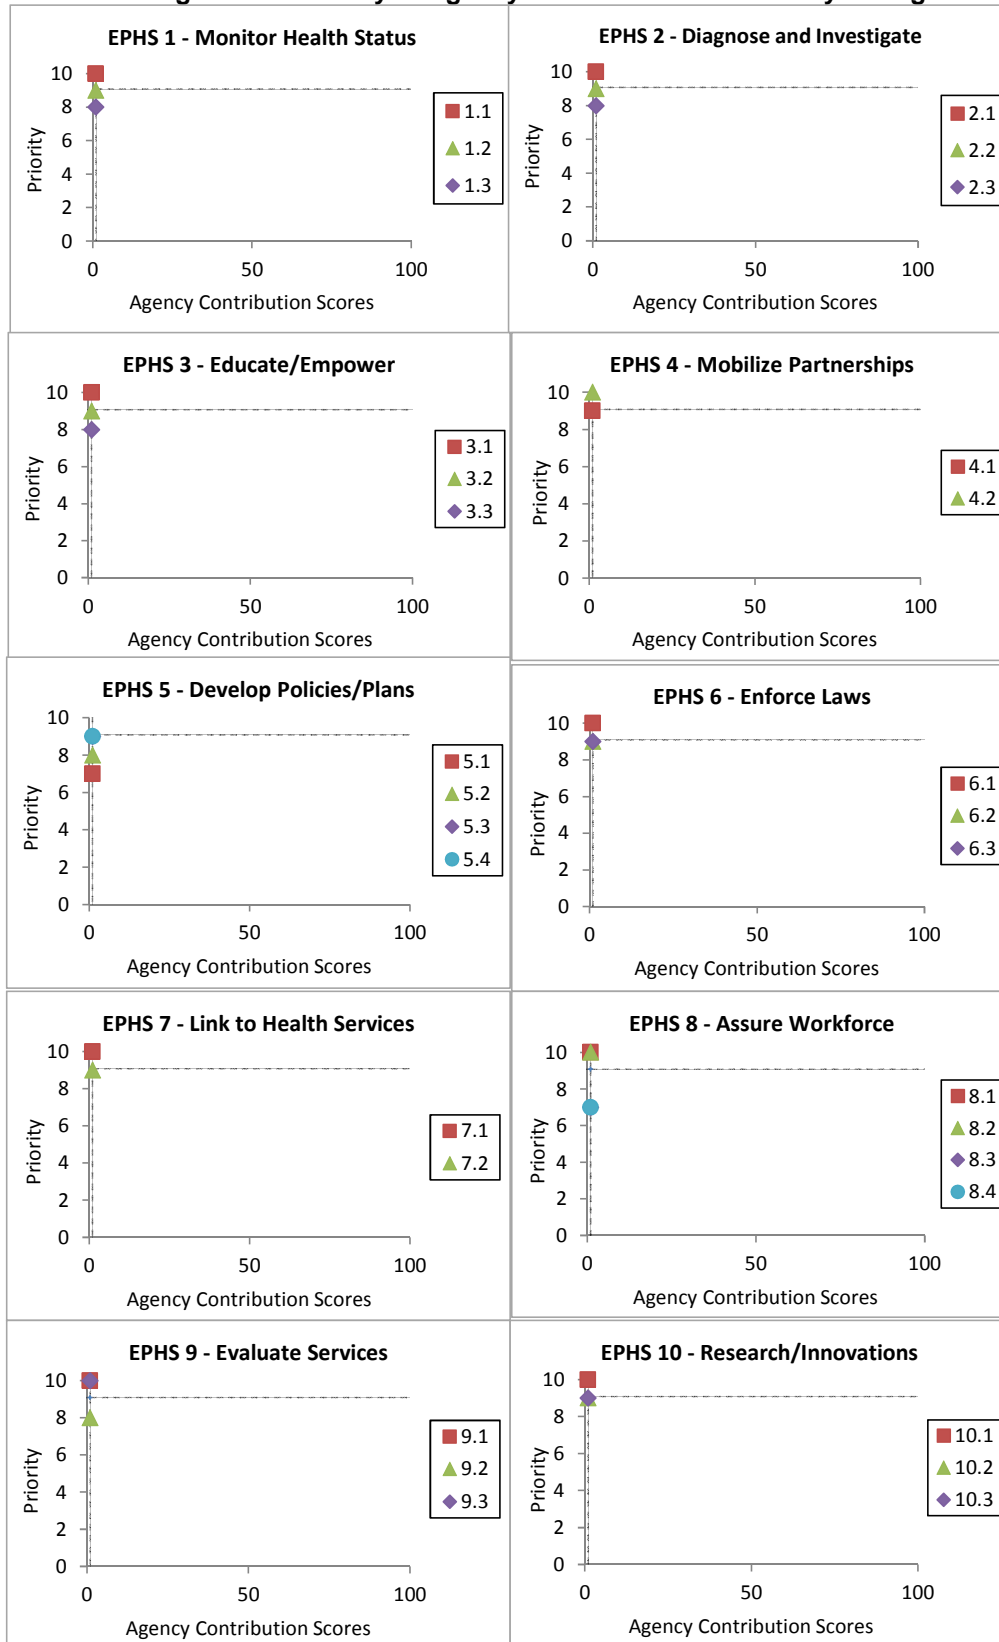 EPHS 1 - Monitor Health Status
10
8
6
4
2
0
Priority
0 50 100
Agency Contribution Scores
1.1
1.2
1.3
EPHS 2 - Diagnose and Investigate
10
8
6
4
2
0
Priority
0 50 100
Agency Contribution Scores
2.1
2.2
2.3
EPHS 3 - Educate/Empower
10
8
6
4
2
0
Priority
0 50 100
Agency Contribution Scores
3.1
3.2
3.3
EPHS 4 - Mobilize Partnerships
10
8
6
4
2
0
Priority
0 50 100
Agency Contribution Scores
4.1
4.2
EPHS 5 - Develop Policies/Plans
10
8
6
4
2
0
Priority
0 50 100
Agency Contribution Scores
5.1
5.2
5.3
5.4
EPHS 6 - Enforce Laws
10
8
6
4
2
0
Priority
0 50 100
Agency Contribution Scores
6.1
6.2
6.3
EPHS 7 - Link to Health Services
10
8
6
4
2
0
Priority
0 50 100
Agency Contribution Scores
7.1
7.2
EPHS 8 - Assure Workforce
10
8
6
4
2
0
Priority
0 50 100
Agency Contribution Scores
8.1
8.2
8.3
8.4
EPHS 9 - Evaluate Services
10
8
6
4
2
0
Priority
0 50 100
Agency Contribution Scores
9.1
9.2
9.3
EPHS 10 - Research/Innovations
10
8
6
4
2
0
Priority
0 50 100
Agency Contribution Scores
10.1
10.2
10.3